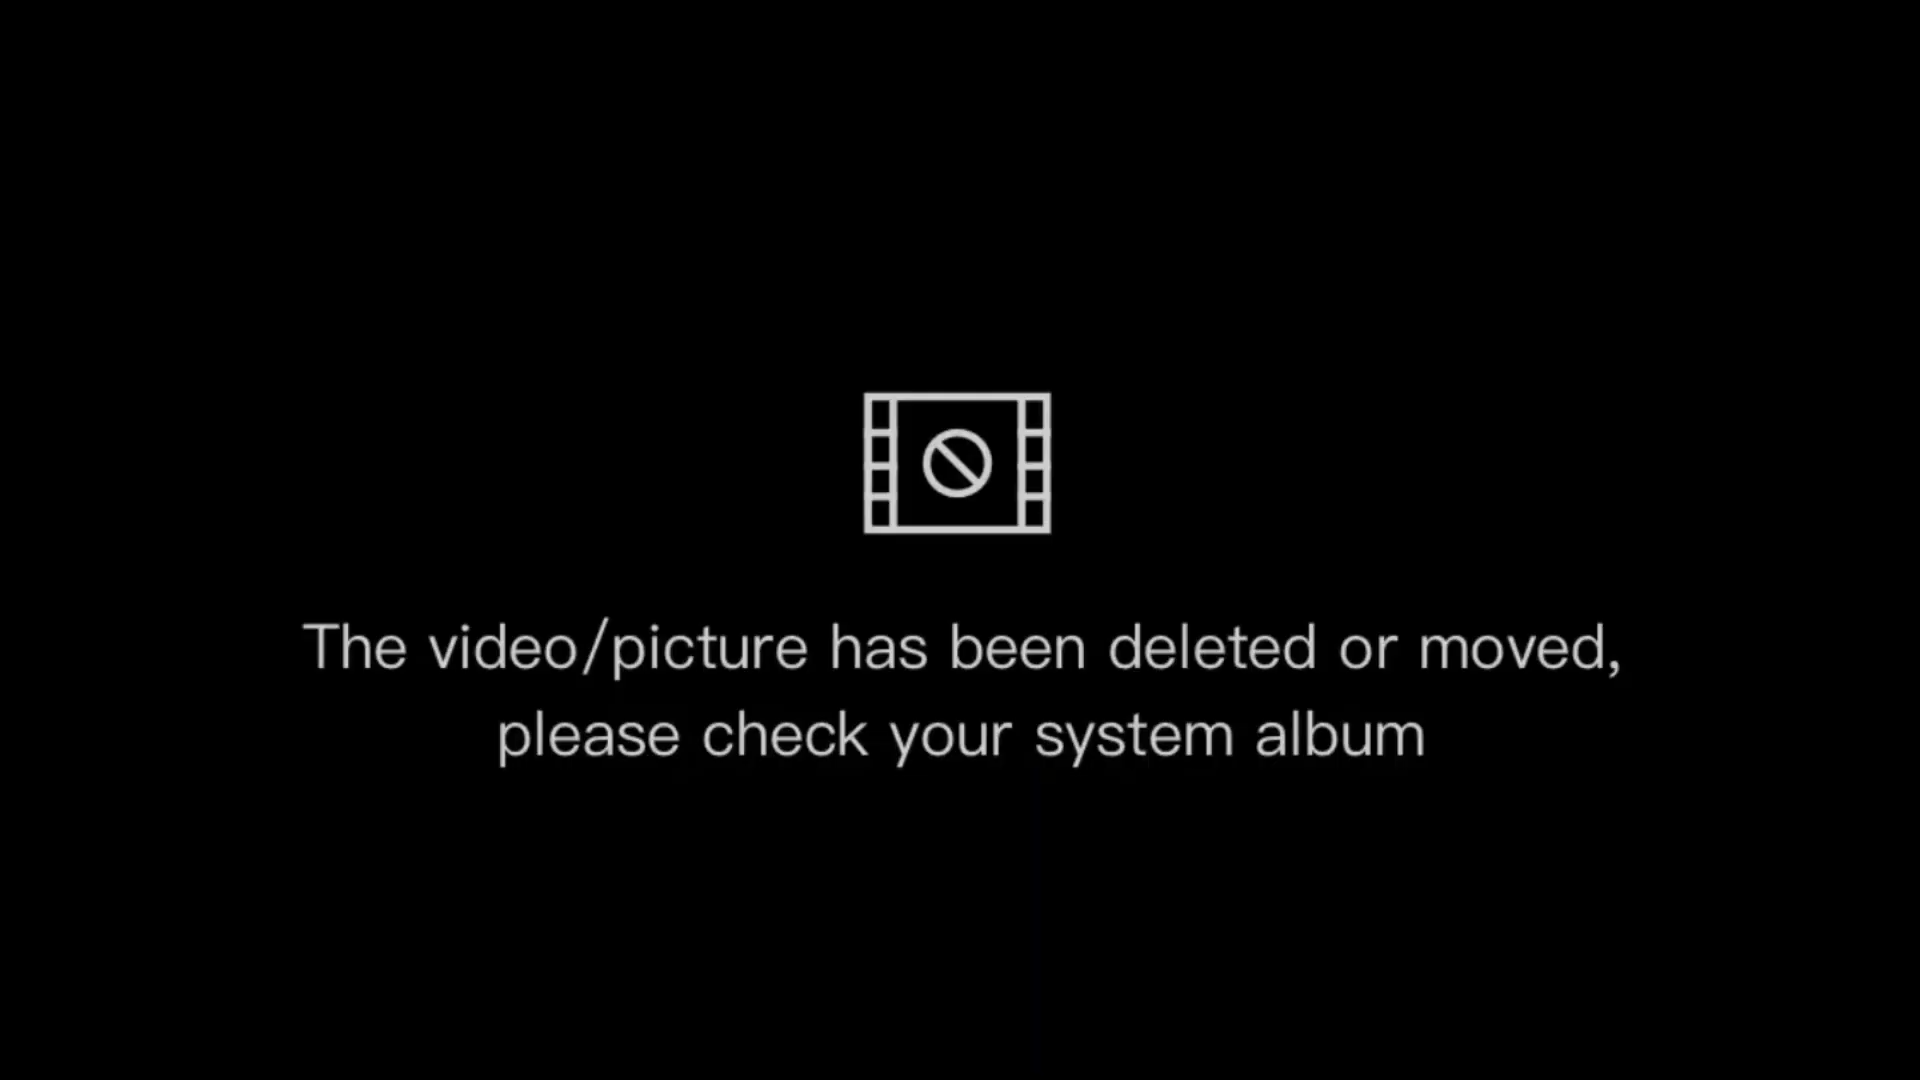 The video/picture has been deleted or moved,
please check your system album